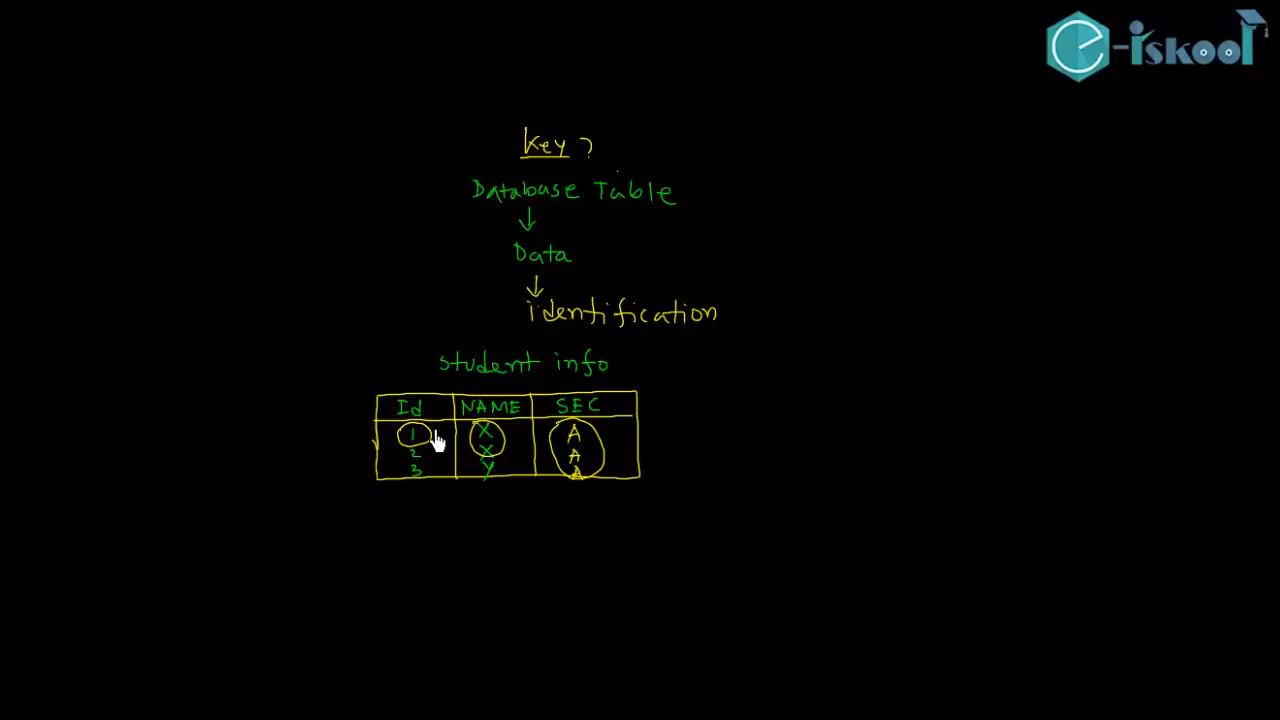 e-iskool
Key ?
Database Table
Data
identification
student info
Id NAME SEC
1 X A
2 X A
3 Y A